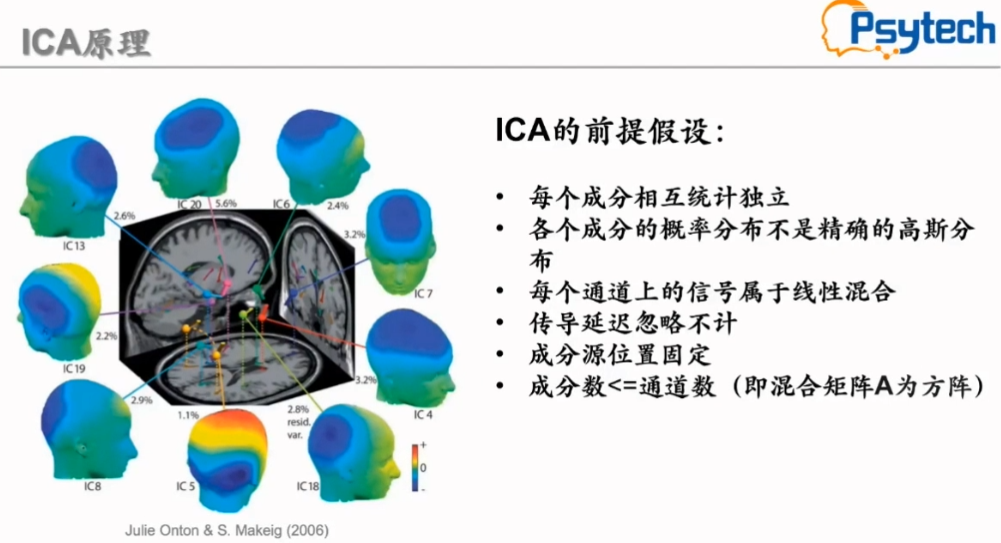 ICA原理
Psytech
ICA的前提假设：
• 每个成分相互统计独立
• 各个成分的概率分布不是精确的高斯分
布
• 每个通道上的信号属于线性混合
• 传导延迟忽略不计
• 成分源位置固定
• 成分数<=通道数（即混合矩阵A为方阵）
IC 20
5.6%
IC6
2.4%
2.6%
IC13
3.2%
IC 7
2.2%
IC19
3.2%
IC 4
2.9%
1.1%
2.8%
resid.
var.
IC8
IC 5
IC18
+
0
-
Julie Onton & S. Makeig (2006)